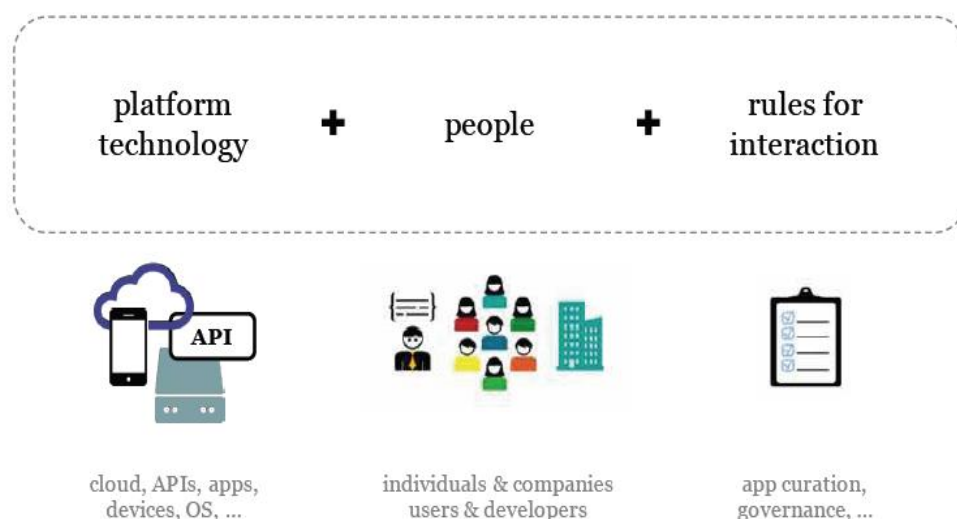 platform
technology
+
people
+
rules for
interaction
API
cloud, APIs, apps,
devices, OS, ...
individuals & companies
users & developers
app curation,
governance, ...